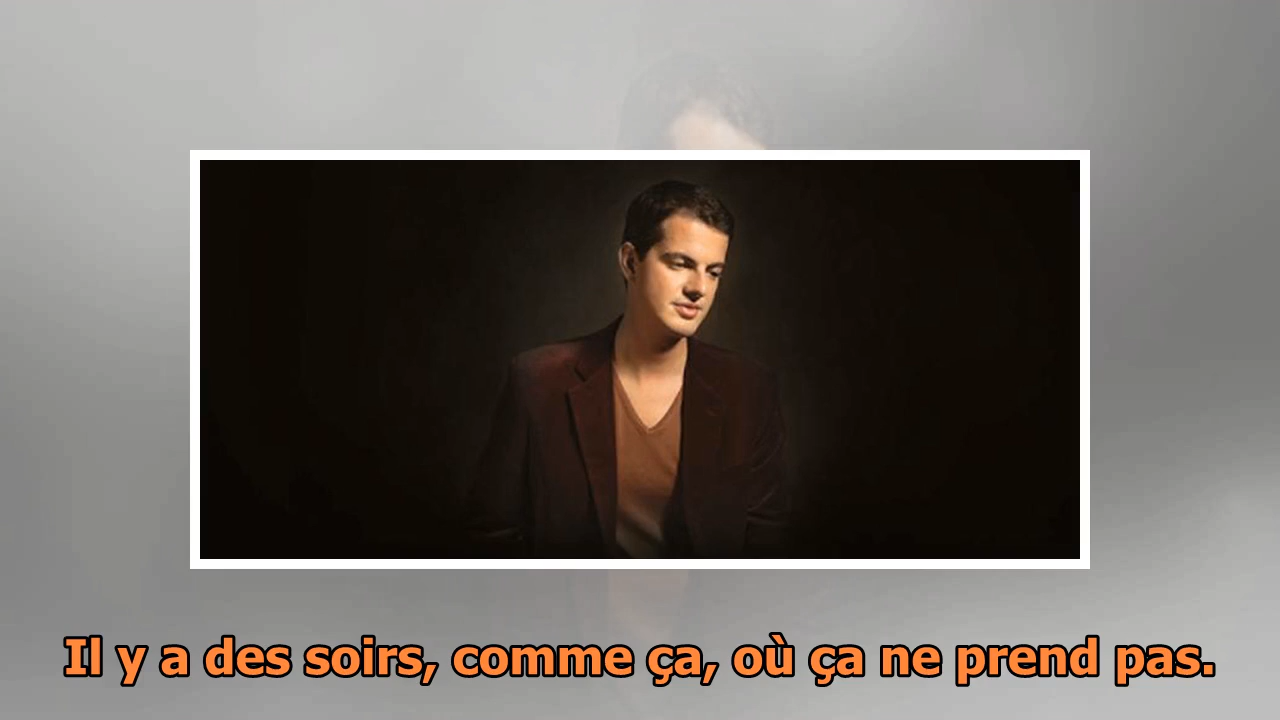 Il y a des soirs, comme ça, où ça ne prend pas.